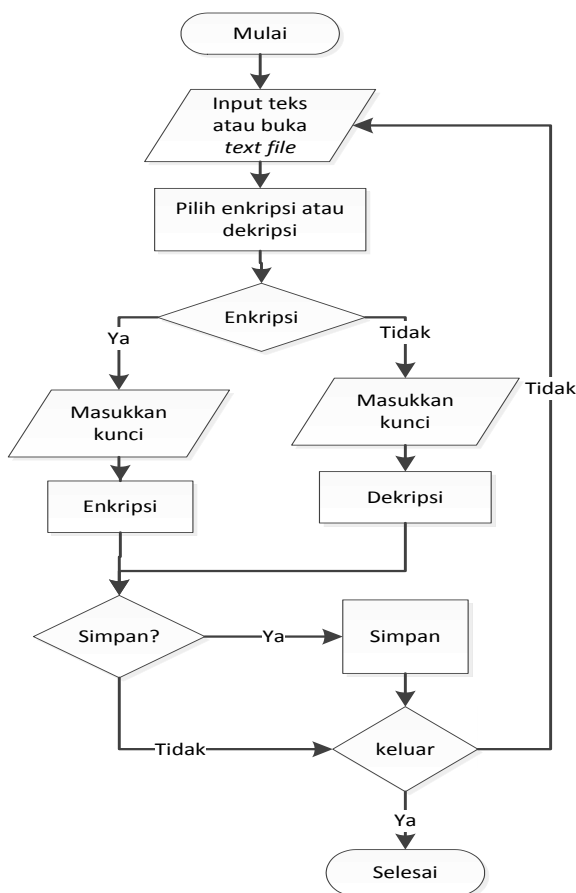 Mulai
Input teks
atau buka
text file
Pilih enkripsi atau
dekripsi
Enkripsi
Ya
Tidak
Tidak
Masukkan
kunci
Masukkan
kunci
Enkripsi
Dekripsi
Simpan?
Ya
Simpan
Tidak
keluar
Ya
Selesai